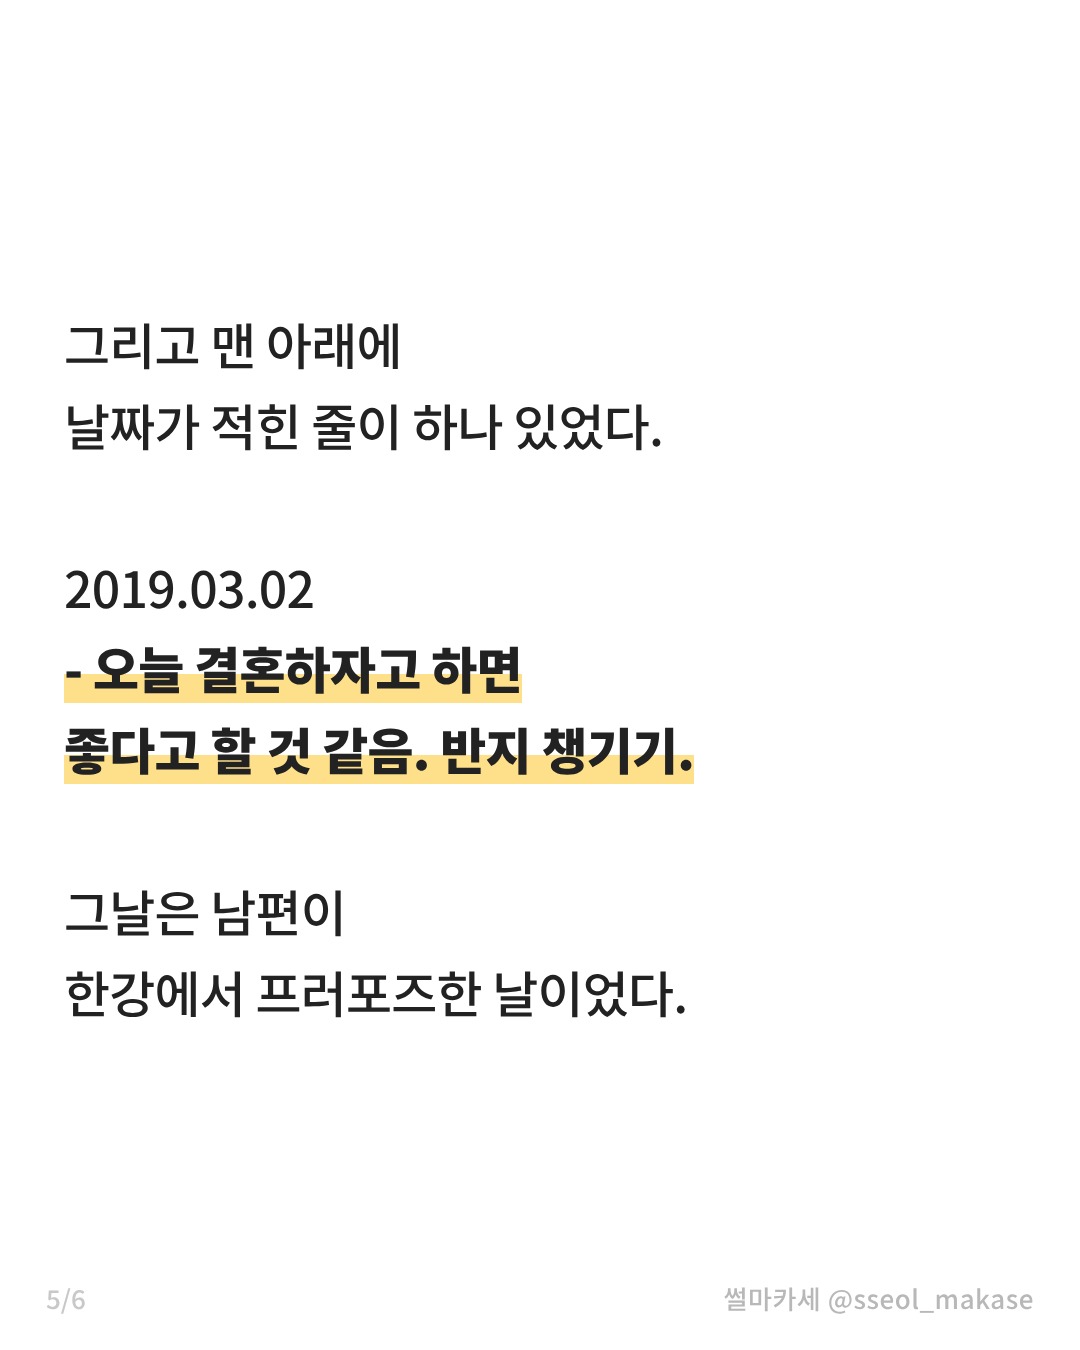 그리고 맨 아래에
날짜가 적힌 줄이 하나 있었다.
2019.03.02
- 오늘 결혼하자고 하면
좋다고 할 것 같음. 반지 챙기기.
그날은 남편이
한강에서 프러포즈한 날이었다.
5/6
썰마카세 @sseol_makase